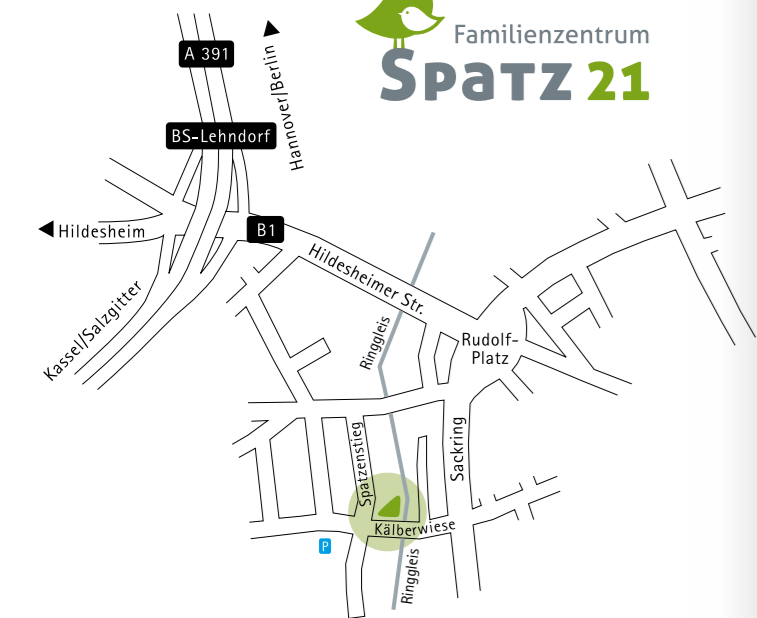 Familienzentrum
SPaTZ 21
A 391
Hannover/Berlin
BS-Lehndorf
B1
Hildesheim
Hildesheimer Str.
Kassel/Salzgitter
Ringgleis
Rudolf-
Platz
Spatzenstieg
Sackring
Kälberwiese
P
Ringgleis